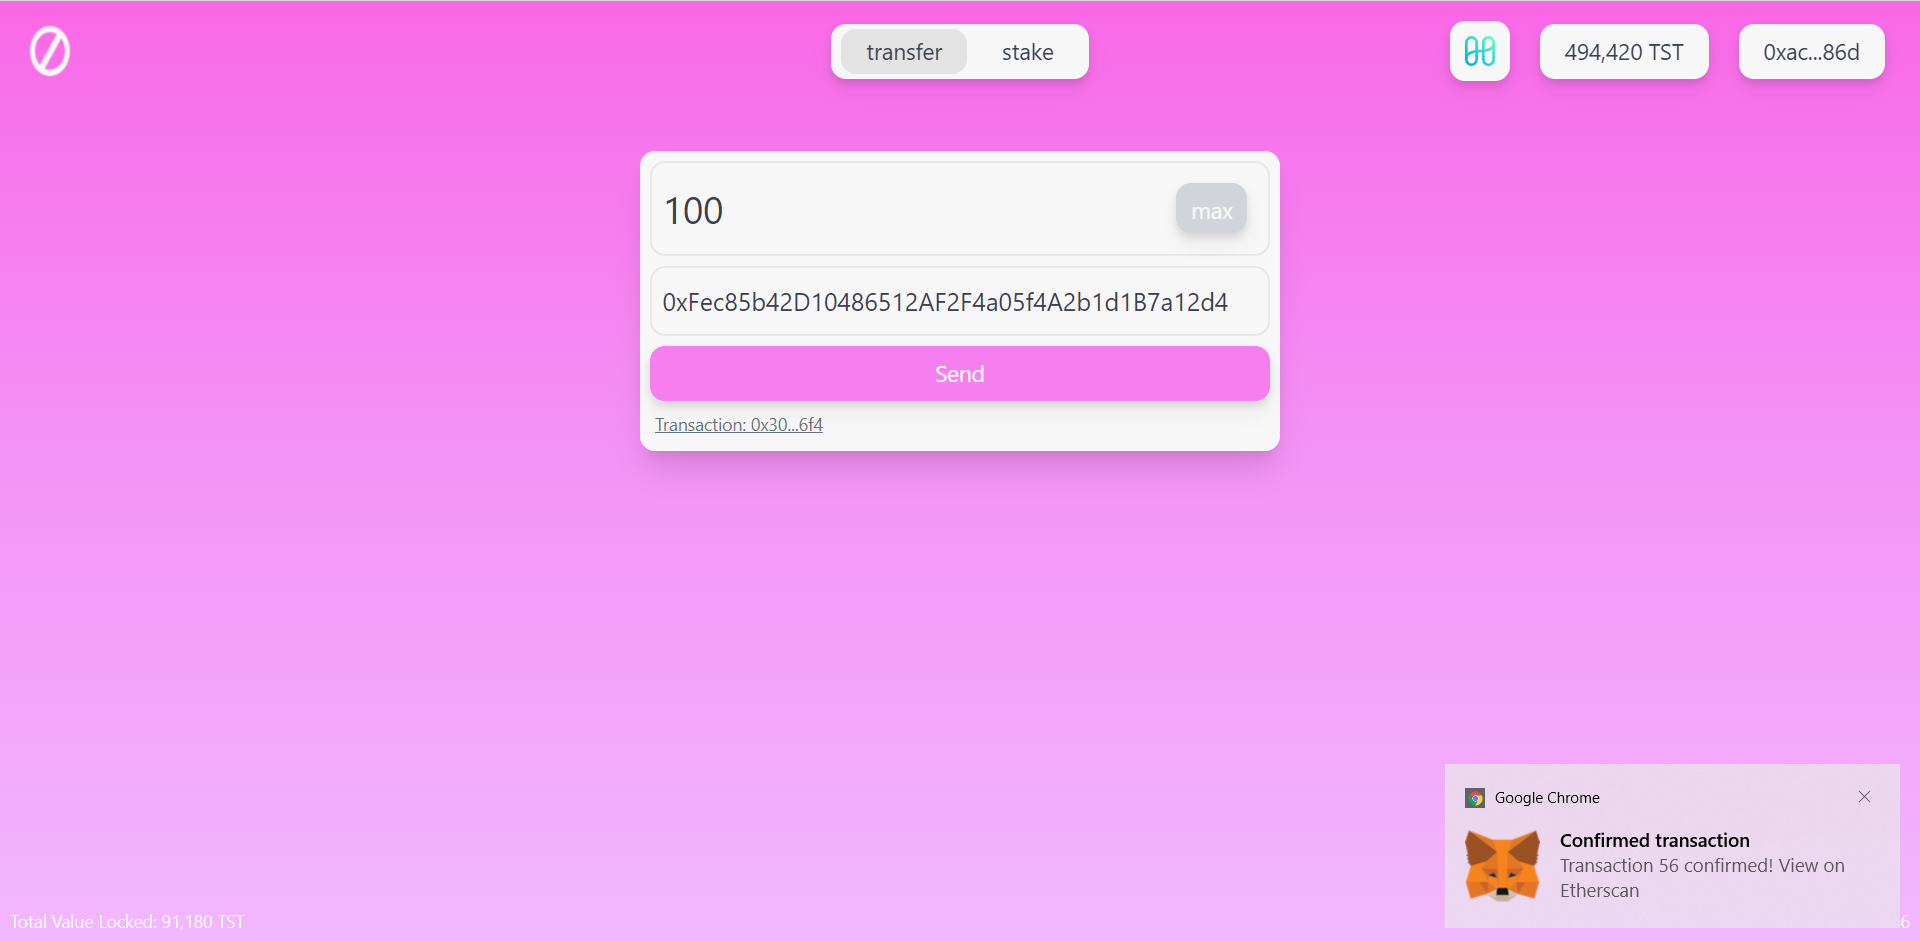 transfer
stake
494,420 TST
0xac...86d
100
max
0xFec85b42D10486512AF2F4a05f4A2b1d1B7a12d4
Send
Transaction: 0x30...6f4
Google Chrome
Confirmed transaction
Transaction 56 confirmed! View on
Etherscan
Total Value Locked: 91,180 TST
6